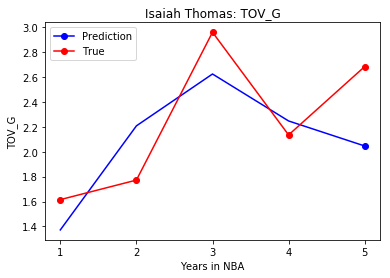 Isaiah Thomas: TOV_G
Prediction
True
3.0
2.8
2.6
2.4
2.2
2.0
1.8
1.6
1.4
TOV_G
1 2 3 4 5
Years in NBA